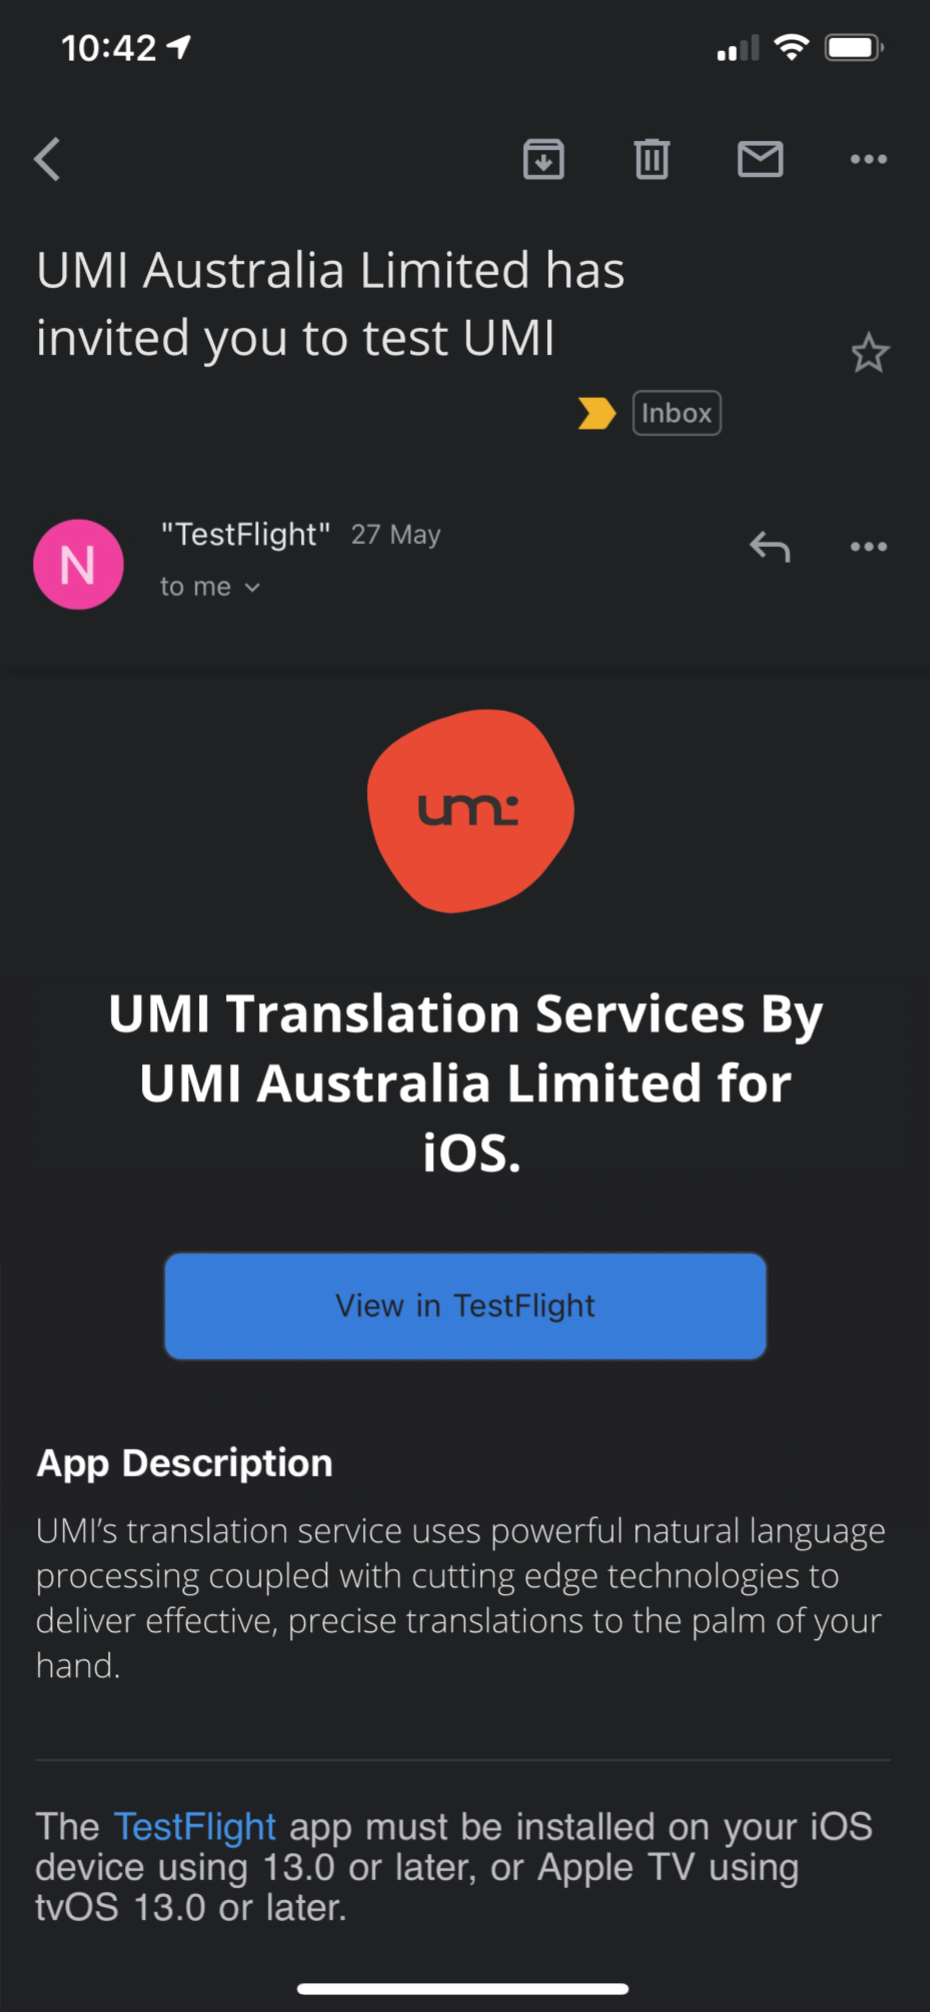 10:42
UMI Australia Limited has
invited you to test UMI
Inbox
N
"TestFlight" 27 May
to me
umi
UMI Translation Services By
UMI Australia Limited for
iOS.
View in TestFlight
App Description
UMI’s translation service uses powerful natural language
processing coupled with cutting edge technologies to
deliver effective, precise translations to the palm of your
hand.
The TestFlight app must be installed on your iOS
device using 13.0 or later, or Apple TV using
tvOS 13.0 or later.